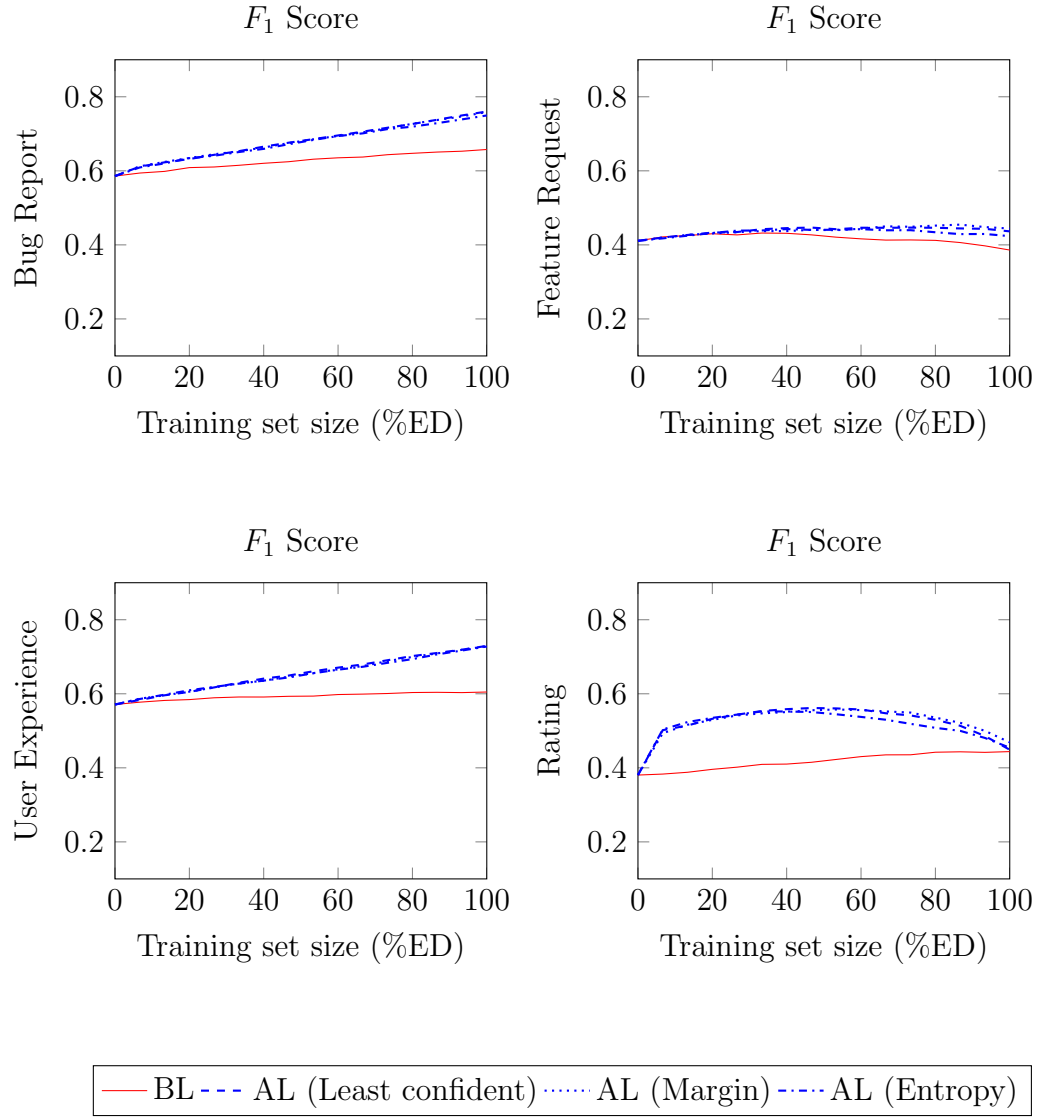 F1 Score
Bug Report
0.8
0.6
0.4
0.2
0 20 40 60 80 100
Training set size (%ED)
F1 Score
Feature Request
0.8
0.6
0.4
0.2
0 20 40 60 80 100
Training set size (%ED)
F1 Score
User Experience
0.8
0.6
0.4
0.2
0 20 40 60 80 100
Training set size (%ED)
F1 Score
Rating
0.8
0.6
0.4
0.2
0 20 40 60 80 100
Training set size (%ED)
BL AL (Least confident) AL (Margin) AL (Entropy)